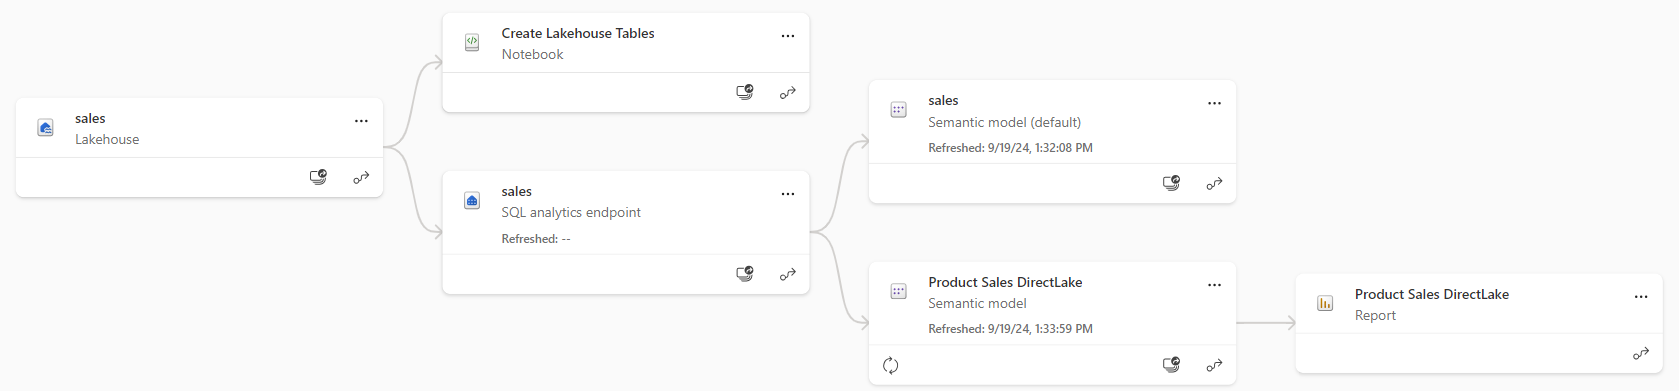 sales
Lakehouse
Create Lakehouse Tables
Notebook
sales
SQL analytics endpoint
Refreshed: --
sales
Semantic model (default)
Refreshed: 9/19/24, 1:32:08 PM
Product Sales DirectLake
Semantic model
Refreshed: 9/19/24, 1:33:59 PM
Product Sales DirectLake
Report